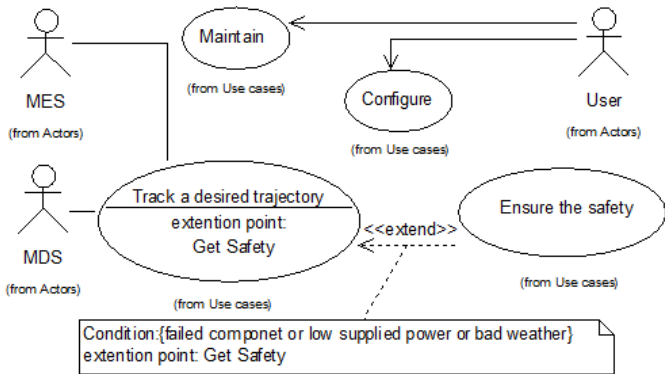 Maintain
(from Use cases)
MES
(from Actors)
Configure
(from Use cases)
User
(from Actors)
MDS
(from Actors)
Track a desired trajectory
extention point:
Get Safety
(from Use cases)
<<extend>>
Ensure the safety
(from Use cases)
Condition:{failed componet or low supplied power or bad weather}
extention point: Get Safety